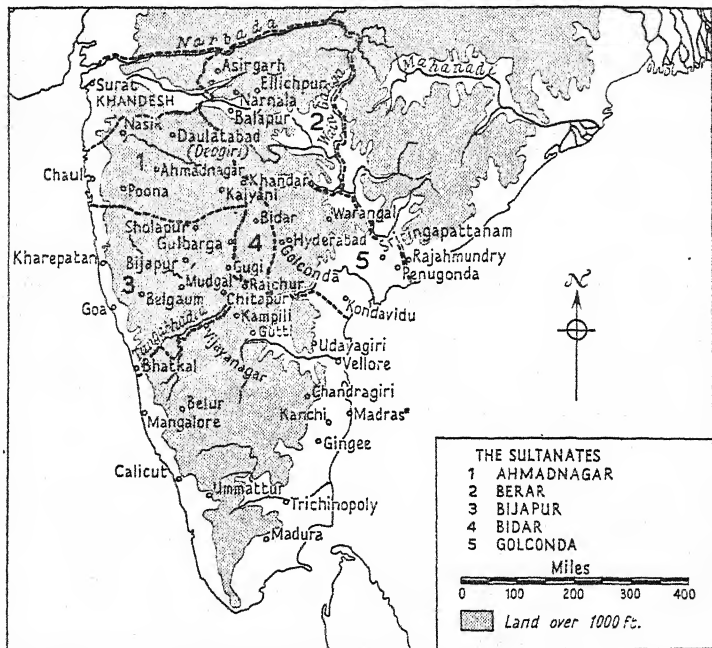 Narbada
Asirgarh
Mahanadi
Surat
Ellichpur
KHANDESH
Narnala
Balapur
2
Nasik
Daulatabad
(Deogiri)
1
Ahmadnagar
Chaul
Khandar
Poona
Kalyani
Bidar
Warangal
Sholapur
4
Ingapattanam
Gulbarga
Hyderabad
5
Golconda
Rajahmundry
Kharepatan
Bijapur
Gugi
Penugonda
3
Mudgal
Raichur
Belgaum
Chitapur
Goa
Kondavidu
Kampili
Tungabhadra
Gutti
Vijayanagar
Udayagiri
Bhatkal
Vellore
Chandragiri
Belur
Kanchi
Madras
Mangalore
Gingee
Calicut
Ummattur
Trichinopoly
Madura
N
THE SULTANATES
1 AHMADNAGAR
2 BERAR
3 BIJAPUR
4 BIDAR
5 GOLCONDA
Miles
0 100 200 300 400
Land over 1000 ft.